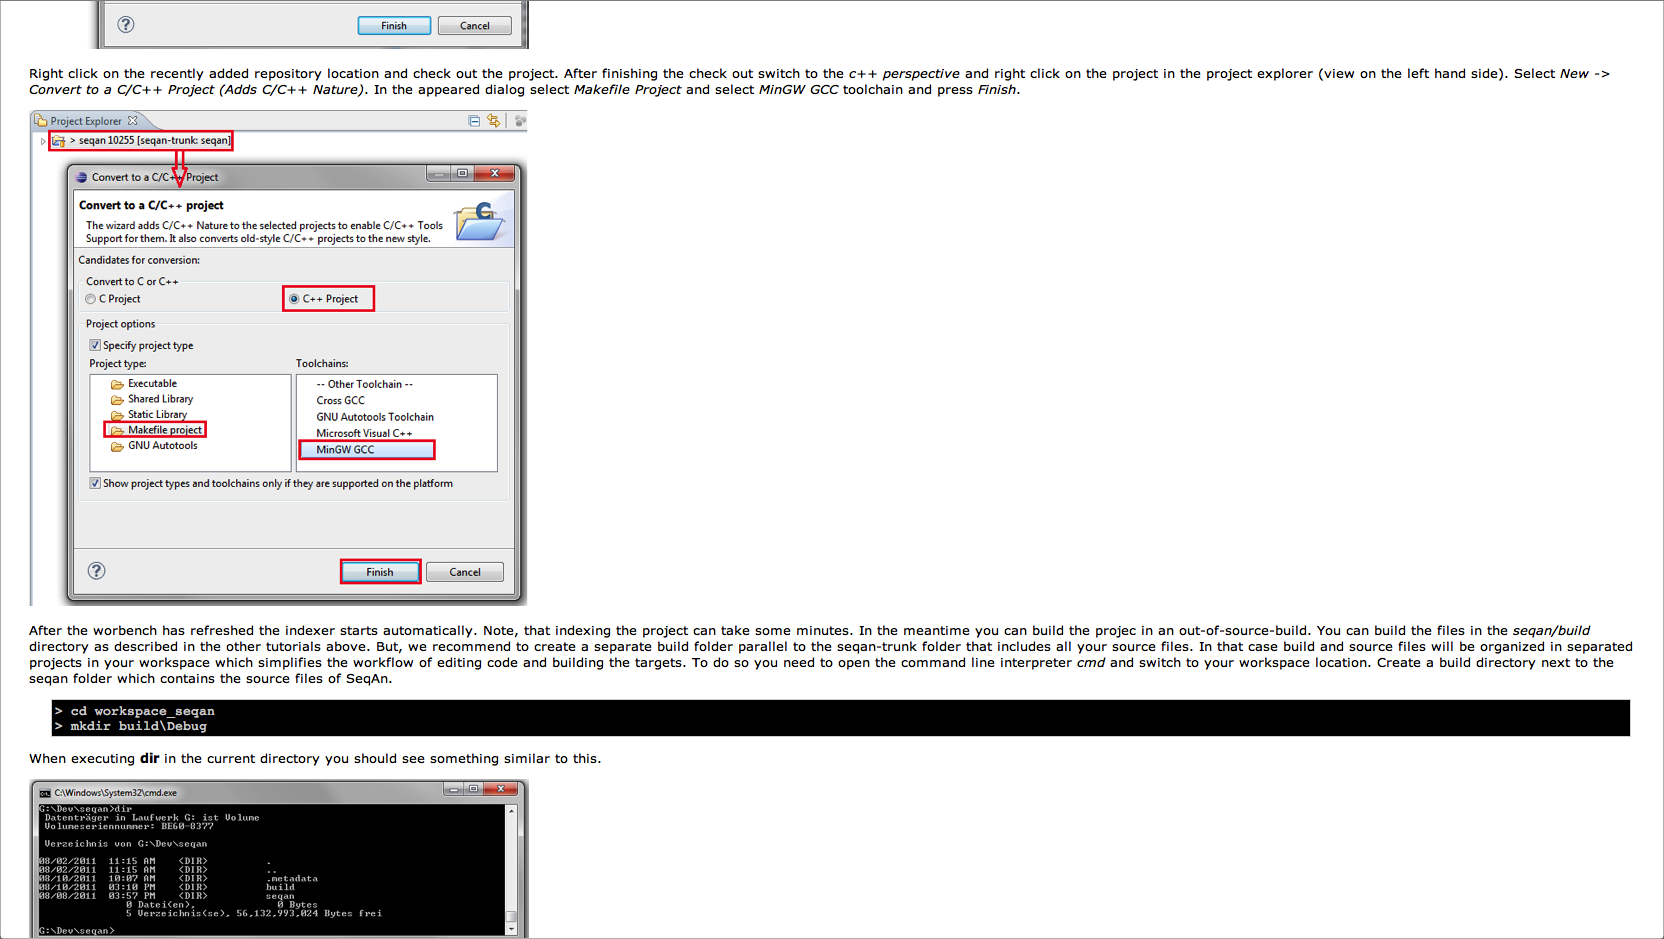 Finish
Cancel
Right click on the recently added repository location and check out the project. After finishing the check out switch to the c++ perspective and right click on the project in the project explorer (view on the left hand side). Select New ->
Convert to a C/C++ Project (Adds C/C++ Nature). In the appeared dialog select Makefile Project and select MinGW GCC toolchain and press Finish.
Project Explorer
> seqan 10255 [seqan-trunk: seqan]
Convert to a C/C++ Project
Convert to a C/C++ project
The wizard adds C/C++ Nature to the selected projects to enable C/C++ Tools
Support for them. It also converts old-style C/C++ projects to the new style.
Candidates for conversion:
Convert to C or C++
C Project
C++ Project
Project options
Specify project type
Project type:
Executable
Shared Library
Static Library
Makefile project
GNU Autotools
Toolchains:
-- Other Toolchain --
Cross GCC
GNU Autotools Toolchain
Microsoft Visual C++
MinGW GCC
Show project types and toolchains only if they are supported on the platform
Finish
Cancel
After the worbench has refreshed the indexer starts automatically. Note, that indexing the project can take some minutes. In the meantime you can build the projec in an out-of-source-build. You can build the files in the seqan/build
directory as described in the other tutorials above. But, we recommend to create a separate build folder parallel to the seqan-trunk folder that includes all your source files. In that case build and source files will be organized in separated
projects in your workspace which simplifies the workflow of editing code and building the targets. To do so you need to open the command line interpreter cmd and switch to your workspace location. Create a build directory next to the
seqan folder which contains the source files of SeqAn.
> cd workspace_seqan
> mkdir build\Debug
When executing dir in the current directory you should see something similar to this.
C:\Windows\System32\cmd.exe
G:\Dev\seqan>dir
Datenträger in Laufwerk G: ist Volume
Volumeseriennummer: BE60-8377
Verzeichnis von G:\Dev\seqan
08/02/2011 11:15 AM <DIR> .
08/02/2011 11:15 AM <DIR> ..
08/10/2011 10:07 AM <DIR> .metadata
08/10/2011 03:10 PM <DIR> build
08/08/2011 03:57 PM <DIR> seqan
0 Datei(en), 0 Bytes
5 Verzeichnis(se), 56,132,993,024 Bytes frei
G:\Dev\seqan>